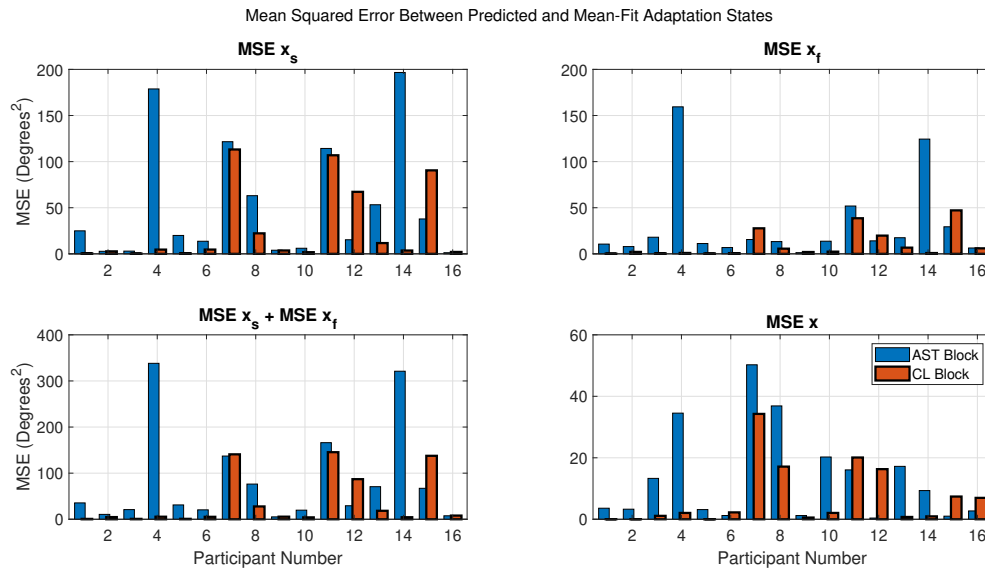 Mean Squared Error Between Predicted and Mean-Fit Adaptation States
MSE x_s
MSE (Degrees²)
200
150
100
50
0
2 4 6 8 10 12 14 16
MSE x_f
200
150
100
50
0
2 4 6 8 10 12 14 16
MSE x_s + MSE x_f
MSE (Degrees²)
400
300
200
100
0
2 4 6 8 10 12 14 16
Participant Number
MSE x
60
40
20
0
AST Block
CL Block
2 4 6 8 10 12 14 16
Participant Number